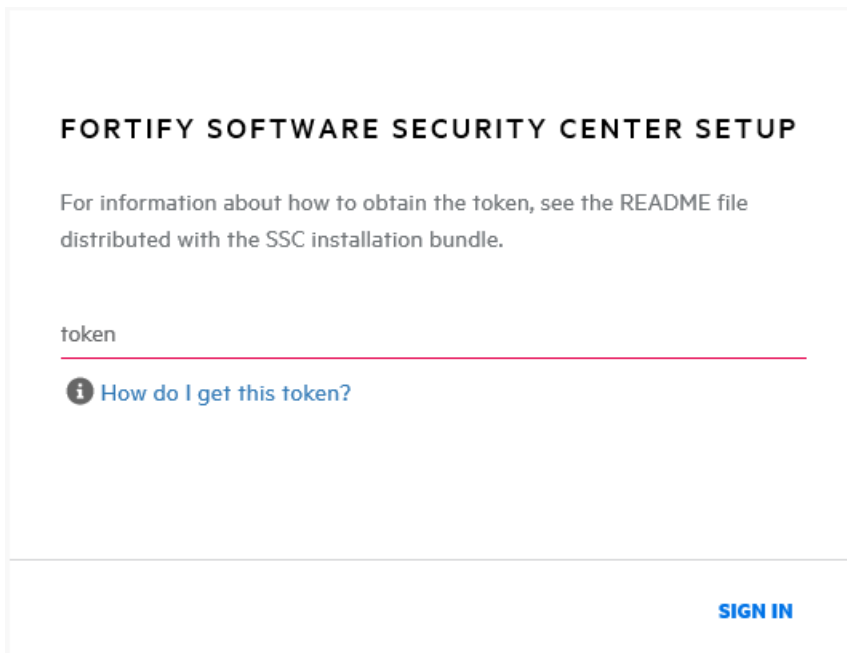 FORTIFY SOFTWARE SECURITY CENTER SETUP
For information about how to obtain the token, see the README file
distributed with the SSC installation bundle.
token
How do I get this token?
SIGN IN